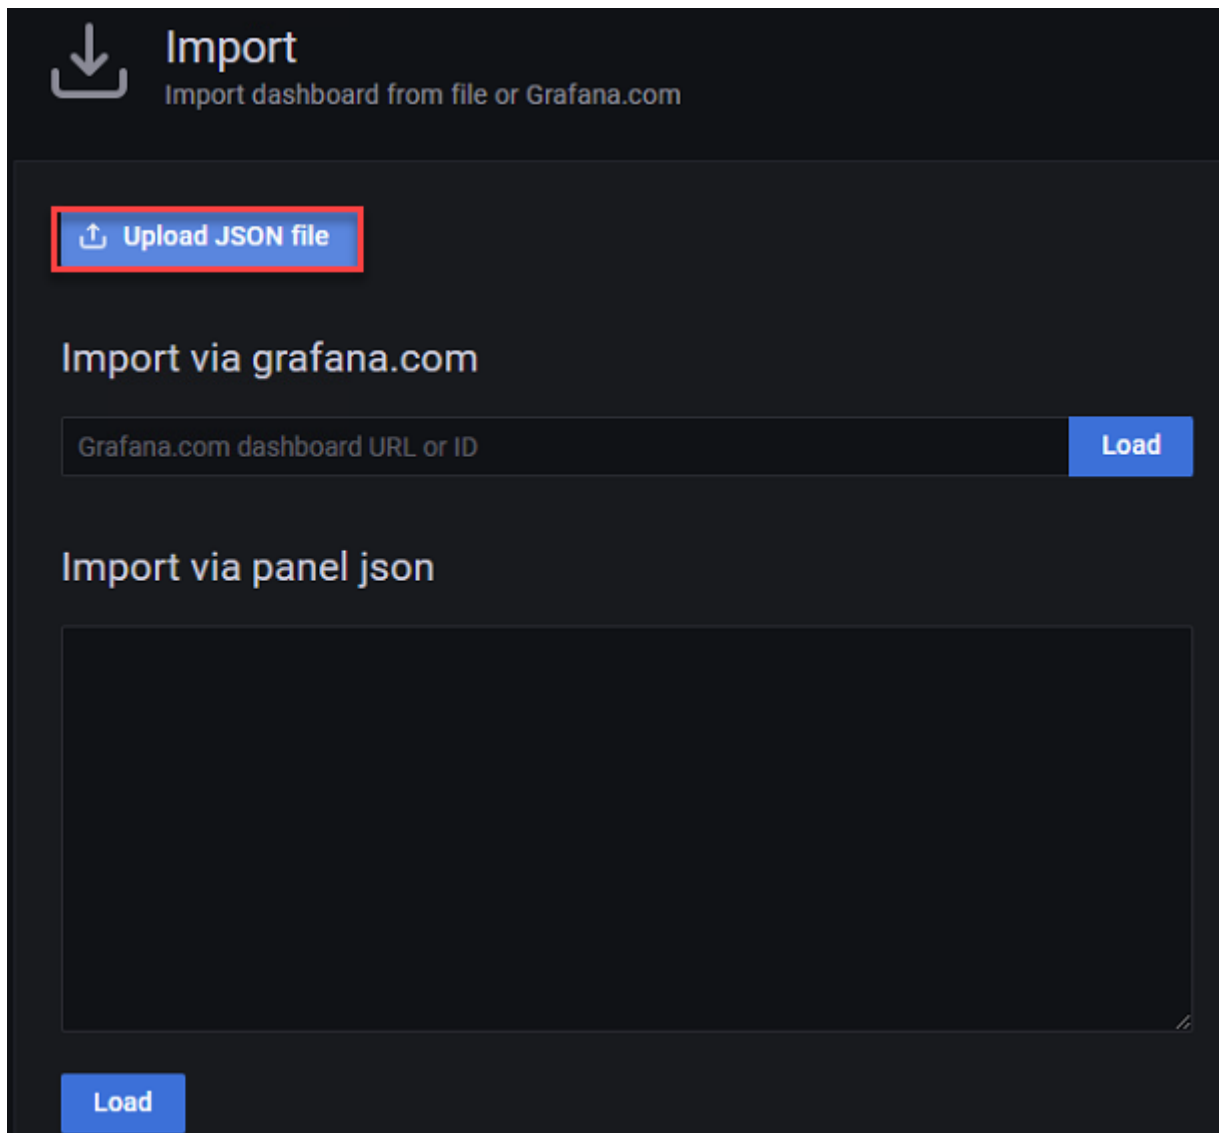 Import
Import dashboard from file or Grafana.com
Upload JSON file
Import via grafana.com
Grafana.com dashboard URL or ID
Load
Import via panel json
Load